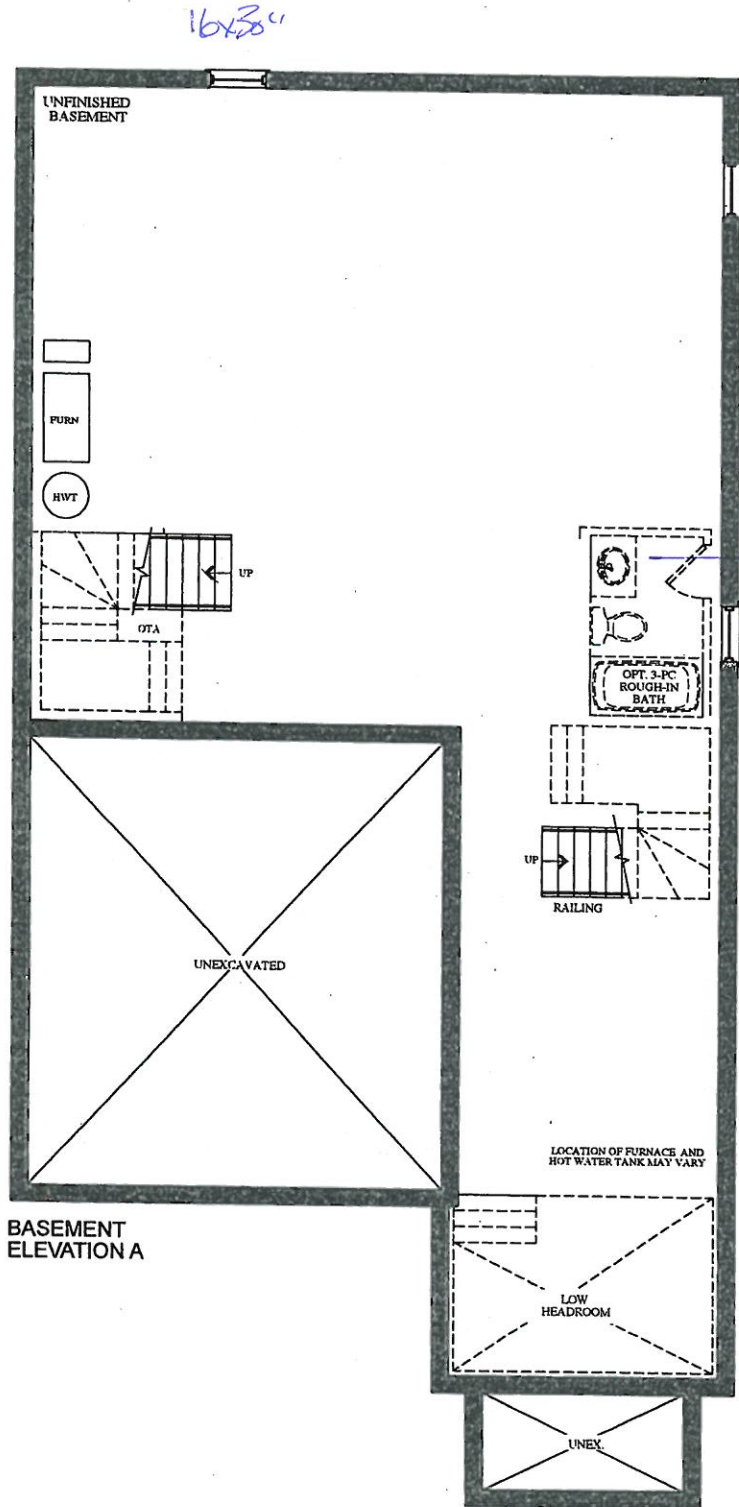 16x30"
UNFINISHED
BASEMENT
FURN
HWT
UP
OTA
OPT. 3-PC
ROUGH-IN
BATH
UP
RAILING
UNEXCAVATED
LOCATION OF FURNACE AND
HOT WATER TANK MAY VARY
BASEMENT
ELEVATION A
LOW
HEADROOM
UNEX.